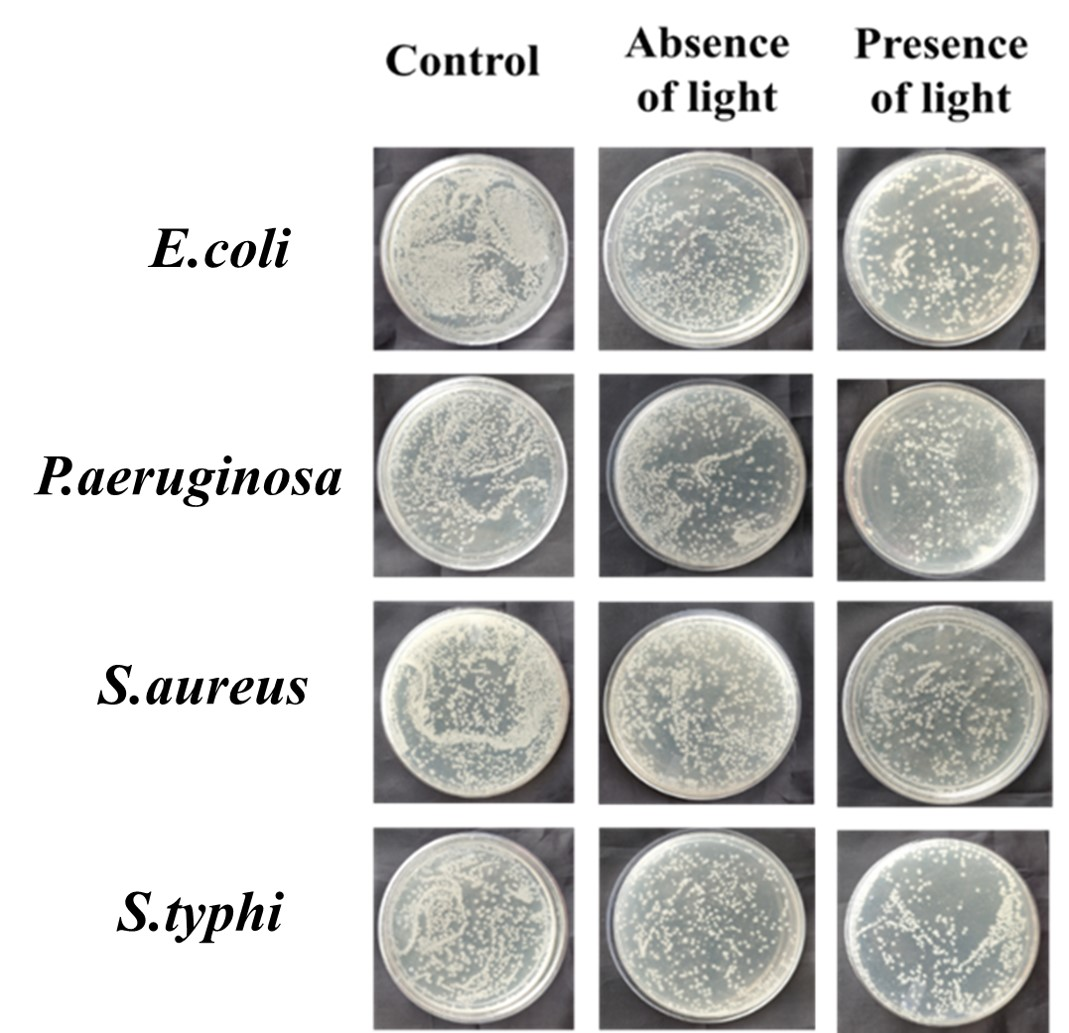 Control
Absence
of light
Presence
of light
E.coli
P.aeruginosa
S.aureus
S.typhi